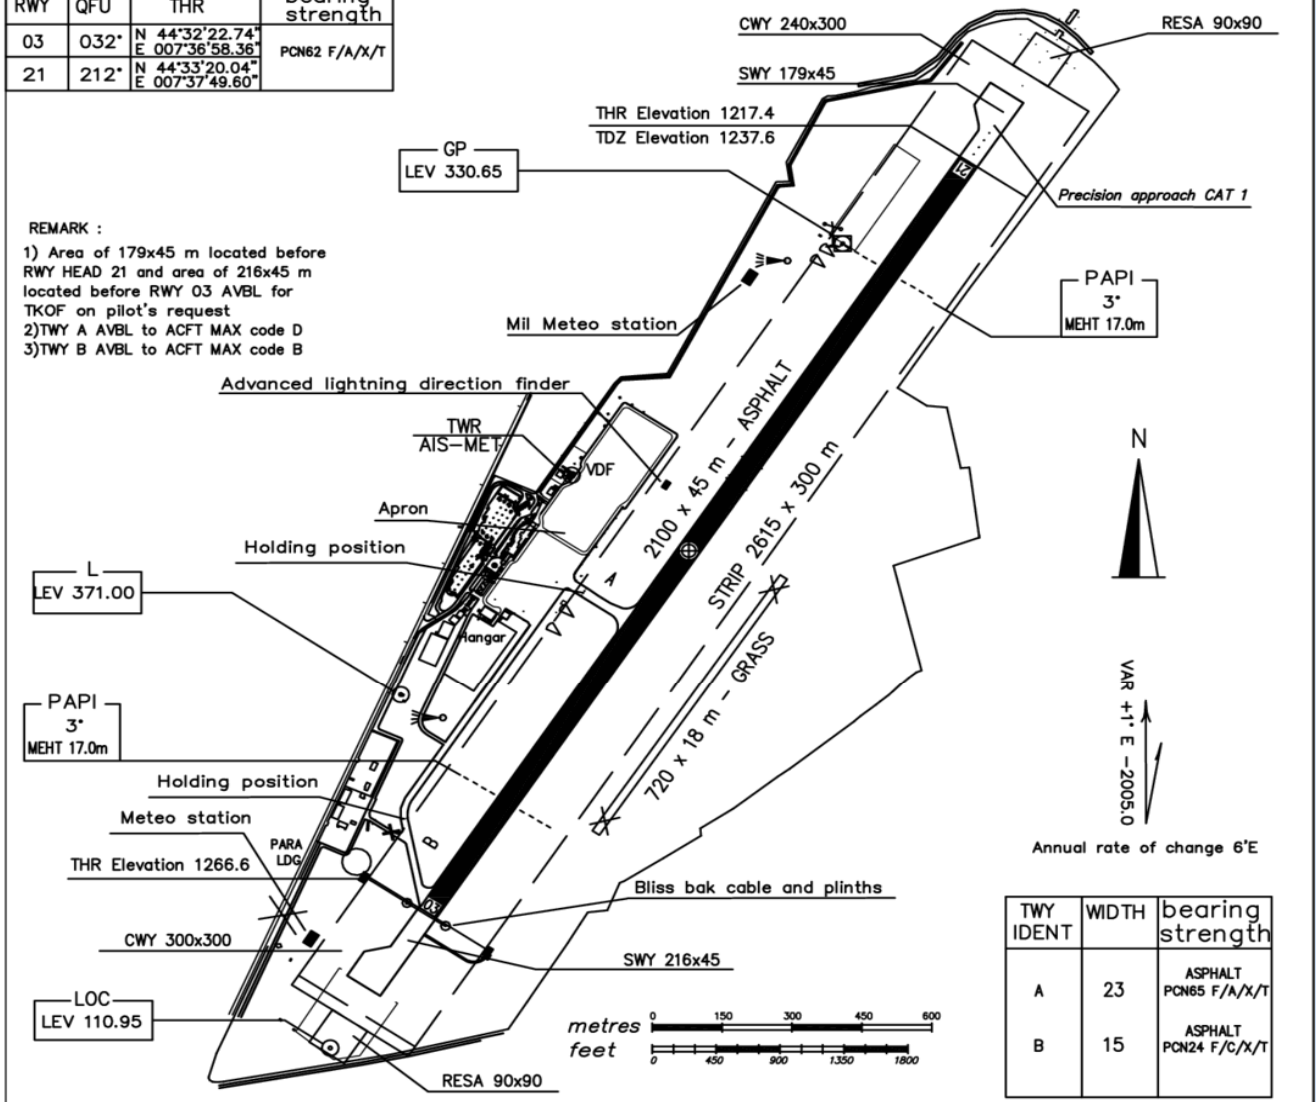 RWY QFU THR bearing strength
03 032° N 44°32'22.74" E 007°36'58.36" PCN62 F/A/X/T
21 212° N 44°33'20.04" E 007°37'49.60"
CWY 240x300
RESA 90x90
SWY 179x45
THR Elevation 1217.4
TDZ Elevation 1237.6
GP
LEV 330.65
21
Precision approach CAT 1
REMARK :
1) Area of 179x45 m located before
RWY HEAD 21 and area of 216x45 m
located before RWY 03 AVBL for
TKOF on pilot's request
2)TWY A AVBL to ACFT MAX code D
3)TWY B AVBL to ACFT MAX code B
PAPI
3°
MEHT 17.0m
Mil Meteo station
Advanced lightning direction finder
TWR
AIS-MET
VDF
2100 x 45 m - ASPHALT
STRIP 2615 x 300 m
N
Apron
Holding position
A
L
LEV 371.00
Hangar
720 x 18 m - GRASS
VAR +1° E -2005.0
PAPI
3°
MEHT 17.0m
Holding position
Meteo station
B
PARA
LDG
Annual rate of change 6'E
THR Elevation 1266.6
03
Bliss bak cable and plinths
CWY 300x300
SWY 216x45
LOC
LEV 110.95
RESA 90x90
metres 0 150 300 450 600
feet 0 450 900 1350 1800
TWY IDENT WIDTH bearing strength
A 23 ASPHALT PCN65 F/A/X/T
B 15 ASPHALT PCN24 F/C/X/T